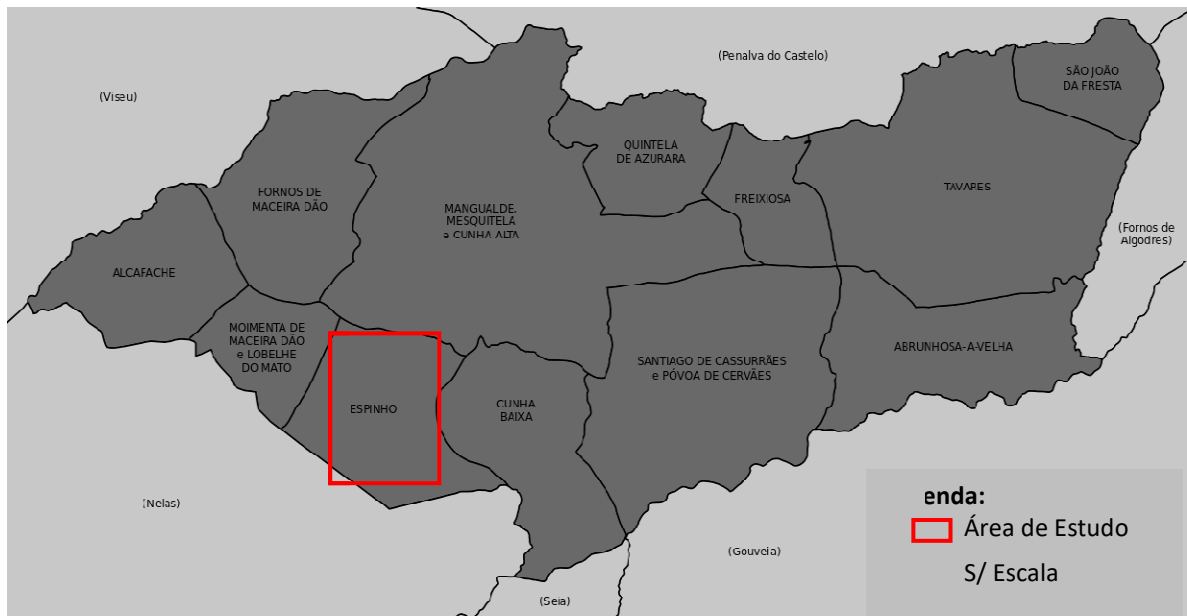 (Penalva do Castelo)
SÃO JOÃO
DA FRESTA
(Viseu)
QUINTELA
DE AZURARA
TAVARES
FORNOS DE
MACEIRA DÃO
FREIXIOSA
MANGUALDE,
MESQUITELA
e CUNHA ALTA
(Fornos de
Algodres)
ALCAFACHE
MOIMENTA DE
MACEIRA DÃO
e LOBELHE
DO MATO
SANTIAGO DE CASSURRÃES
e PÓVOA DE CERVÃES
ABRUNHOSA-A-VELHA
ESPINHO
CUNHA
BAIXA
(Nelas)
(Gouveia)
(Seia)
enda:
Área de Estudo
S/ Escala